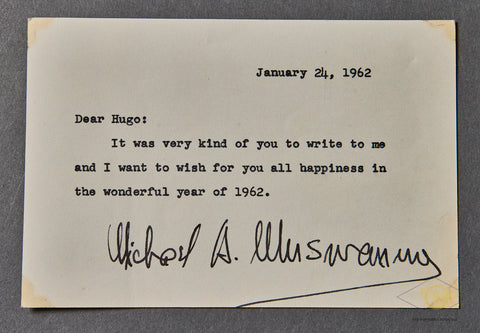 January 24, 1962
Dear Hugo:
It was very kind of you to write to me
and I want to wish for you all happiness in
the wonderful year of 1962.
Michael A. Musmanno